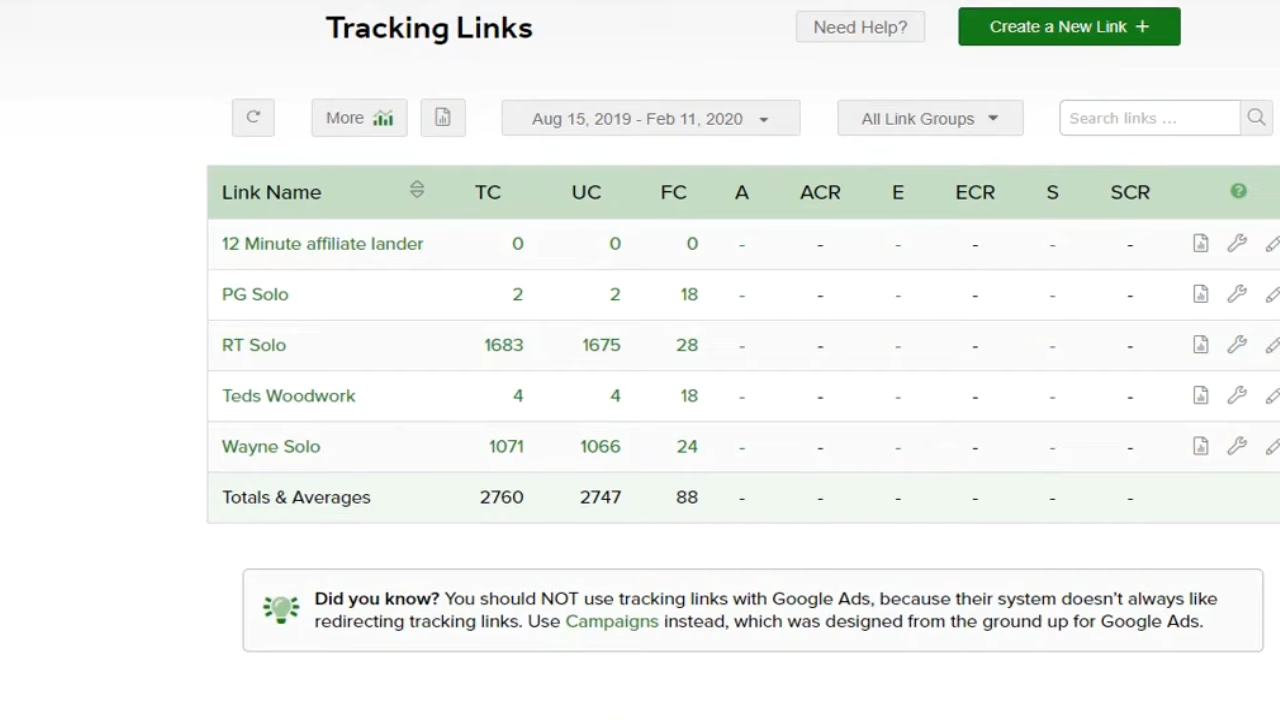 Tracking Links
Need Help?
Create a New Link +
More
Aug 15, 2019 - Feb 11, 2020
All Link Groups
Search links ...
Link Name TC UC FC A ACR E ECR S SCR ?
12 Minute affiliate lander 0 0 0 - - - - - -
PG Solo 2 2 18 - - - - - -
RT Solo 1683 1675 28 - - - - - -
Teds Woodwork 4 4 18 - - - - - -
Wayne Solo 1071 1066 24 - - - - - -
Totals & Averages 2760 2747 88 - - - - - -
Did you know? You should NOT use tracking links with Google Ads, because their system doesn't always like
redirecting tracking links. Use Campaigns instead, which was designed from the ground up for Google Ads.